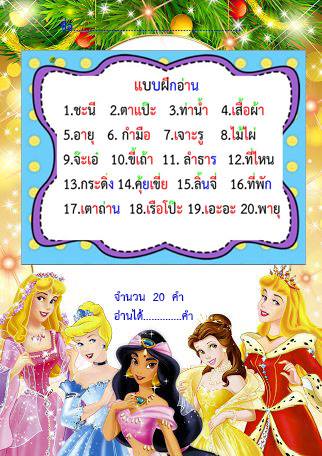 ชื่อ..................................................
แบบฝึกอ่าน
1.ชะนี 2.ตาแป๊ะ 3.ท่าน้ำ 4.เสื้อผ้า
5.อายุ 6. กำมือ 7.เจาะรู 8.ไม้ไผ่
9.จ๊ะเอ๋ 10.ขี้เถ้า 11. ลำธาร 12.ที่ไหน
13.กระดิ่ง 14.คุ้ยเขี่ย 15.ลิ้นจี่ 16.ที่พัก
17.เตาถ่าน 18.เรือโป๊ะ 19.เอะอะ 20.พายุ
จำนวน 20 คำ
อ่านได้..............คำ